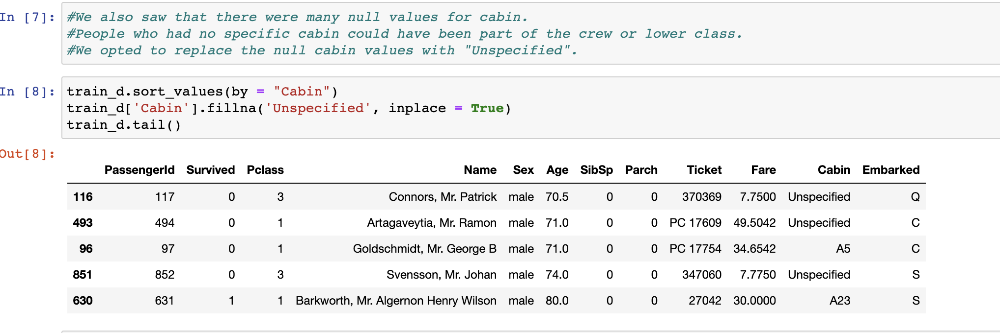 In [7]: #We also saw that there were many null values for cabin.
#People who had no specific cabin could have been part of the crew or lower class.
#We opted to replace the null cabin values with "Unspecified".
In [8]: train_d.sort_values(by = "Cabin")
train_d['Cabin'].fillna('Unspecified', inplace = True)
train_d.tail()
Out[8]:
PassengerId Survived Pclass Name Sex Age SibSp Parch Ticket Fare Cabin Embarked
116 117 0 3 Connors, Mr. Patrick male 70.5 0 0 370369 7.7500 Unspecified Q
493 494 0 1 Artagaveytia, Mr. Ramon male 71.0 0 0 PC 17609 49.5042 Unspecified C
96 97 0 1 Goldschmidt, Mr. George B male 71.0 0 0 PC 17754 34.6542 A5 C
851 852 0 3 Svensson, Mr. Johan male 74.0 0 0 347060 7.7750 Unspecified S
630 631 1 1 Barkworth, Mr. Algernon Henry Wilson male 80.0 0 0 27042 30.0000 A23 S